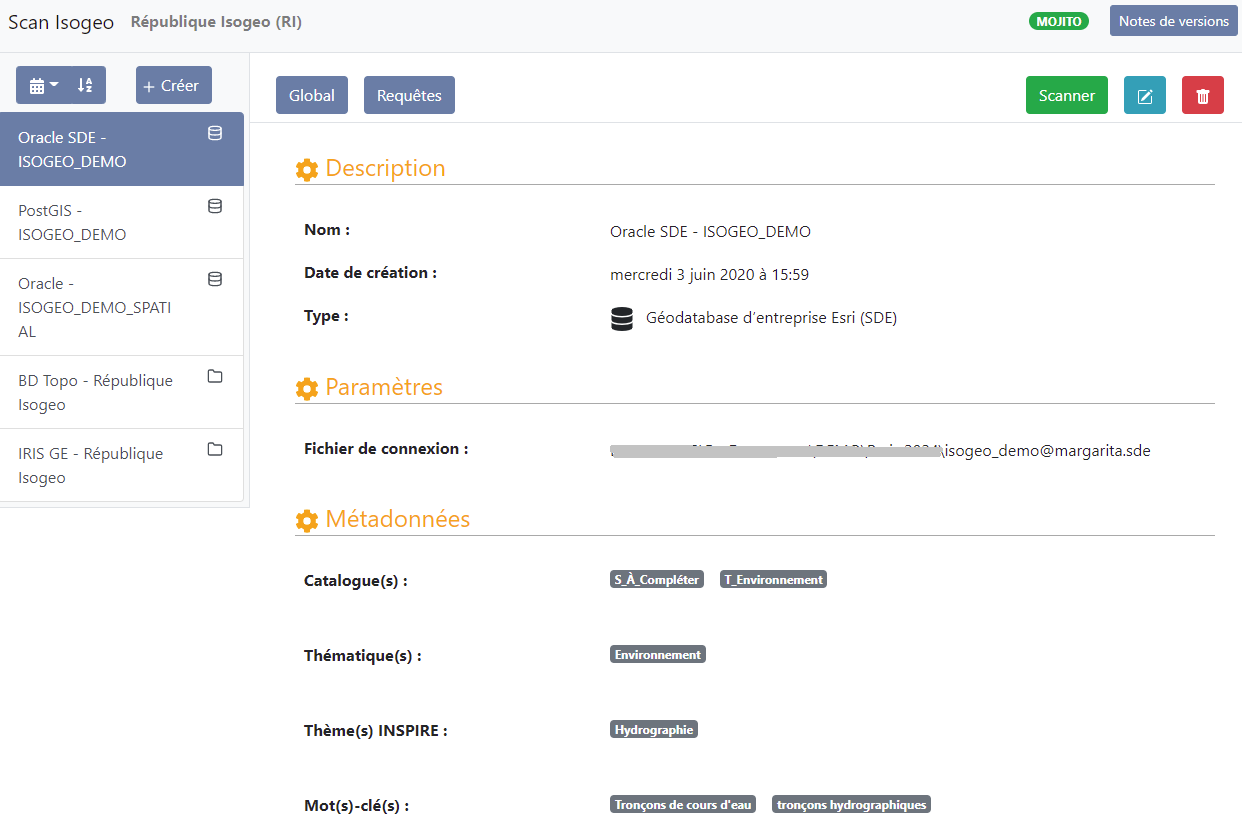 Scan Isogeo République Isogeo (RI) MOJITO Notes de versions
+ Créer
Global Requêtes Scanner
Oracle SDE -
ISOGEO_DEMO
PostGIS -
ISOGEO_DEMO
Oracle -
ISOGEO_DEMO_SPATI
AL
BD Topo - République
Isogeo
IRIS GE - République
Isogeo
Description
Nom : Oracle SDE - ISOGEO_DEMO
Date de création : mercredi 3 juin 2020 à 15:59
Type : Géodatabase d’entreprise Esri (SDE)
Paramètres
Fichier de connexion : \isogeo_demo@margarita.sde
Métadonnées
Catalogue(s) : S_À_Compléter T_Environnement
Thématique(s) : Environnement
Thème(s) INSPIRE : Hydrographie
Mot(s)-clé(s) : Tronçons de cours d'eau tronçons hydrographiques